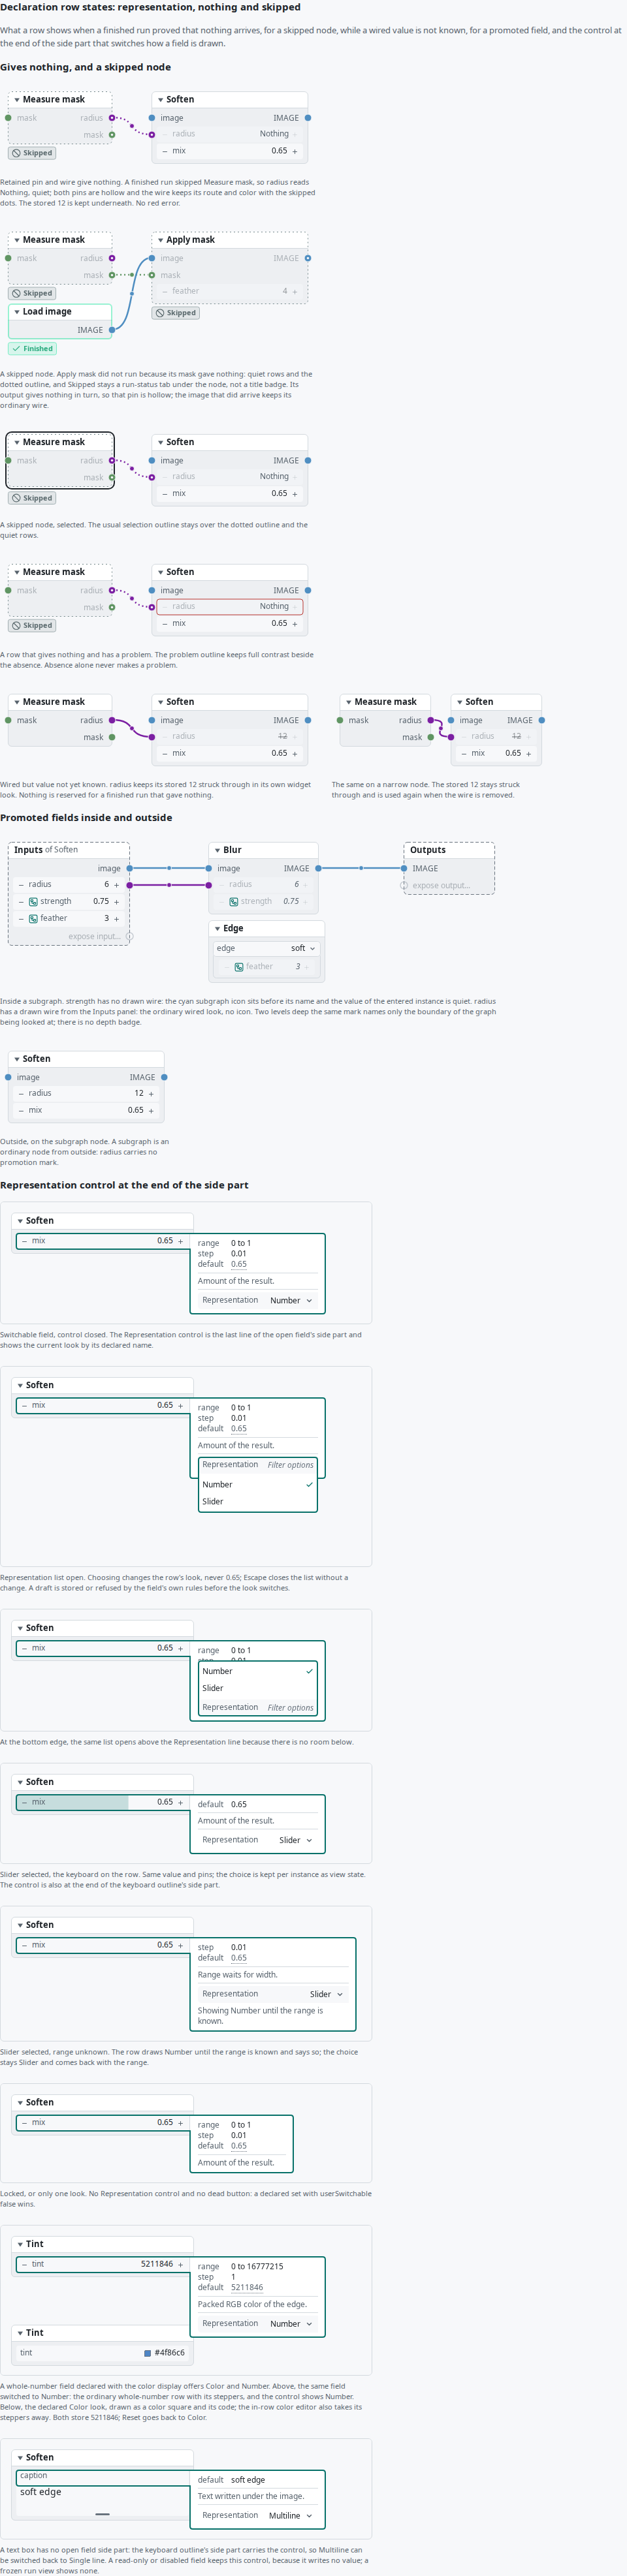 Declaration row states: representation, nothing and skipped
What a row shows when a finished run proved that nothing arrives, for a skipped node, while a wired value is not known, for a promoted field, and the control at
the end of the side part that switches how a field is drawn.
Gives nothing, and a skipped node
Measure mask
Soften
mask radius
image IMAGE
mask
− radius Nothing +
− mix 0.65 +
Skipped
Retained pin and wire give nothing. A finished run skipped Measure mask, so radius reads
Nothing, quiet; both pins are hollow and the wire keeps its route and color with the skipped
dots. The stored 12 is kept underneath. No red error.
Measure mask
Apply mask
mask radius
image IMAGE
mask
mask
feather 4 +
Skipped
Load image
Skipped
IMAGE
Finished
A skipped node. Apply mask did not run because its mask gave nothing: quiet rows and the
dotted outline, and Skipped stays a run-status tab under the node, not a title badge. Its
output gives nothing in turn, so that pin is hollow; the image that did arrive keeps its
ordinary wire.
Measure mask
Soften
mask radius
image IMAGE
mask
− radius Nothing +
− mix 0.65 +
Skipped
A skipped node, selected. The usual selection outline stays over the dotted outline and the
quiet rows.
Measure mask
Soften
mask radius
image IMAGE
mask
− radius Nothing +
− mix 0.65 +
Skipped
A row that gives nothing and has a problem. The problem outline keeps full contrast beside
the absence. Absence alone never makes a problem.
Measure mask
Soften
mask radius
image IMAGE
mask
− radius 12 +
− mix 0.65 +
Measure mask
Soften
mask radius
image IMAGE
mask
− radius 12 +
− mix 0.65 +
Wired but value not yet known. radius keeps its stored 12 struck through in its own widget
look. Nothing is reserved for a finished run that gave nothing.
The same on a narrow node. The stored 12 stays struck
through and is used again when the wire is removed.
Promoted fields inside and outside
Inputs of Soften
Blur
Outputs
image
image IMAGE
IMAGE
− radius 6 +
− radius 6 +
expose output...
− strength 0.75 +
− strength 0.75 +
− feather 3 +
expose input...
Edge
edge soft
− feather 3 +
Inside a subgraph. strength has no drawn wire: the cyan subgraph icon sits before its name and the value of the entered instance is quiet. radius
has a drawn wire from the Inputs panel: the ordinary wired look, no icon. Two levels deep the same mark names only the boundary of the graph
being looked at; there is no depth badge.
Soften
image IMAGE
− radius 12 +
− mix 0.65 +
Outside, on the subgraph node. A subgraph is an
ordinary node from outside: radius carries no
promotion mark.
Representation control at the end of the side part
Soften
− mix 0.65 +
range 0 to 1
step 0.01
default 0.65
Amount of the result.
Representation Number
Switchable field, control closed. The Representation control is the last line of the open field's side part and
shows the current look by its declared name.
Soften
− mix 0.65 +
range 0 to 1
step 0.01
default 0.65
Amount of the result.
Representation Filter options
Number
Slider
Representation list open. Choosing changes the row's look, never 0.65; Escape closes the list without a
change. A draft is stored or refused by the field's own rules before the look switches.
Soften
− mix 0.65 +
range 0 to 1
Number
Slider
Representation Filter options
At the bottom edge, the same list opens above the Representation line because there is no room below.
Soften
− mix 0.65 +
default 0.65
Amount of the result.
Representation Slider
Slider selected, the keyboard on the row. Same value and pins; the choice is kept per instance as view state.
The control is also at the end of the keyboard outline's side part.
Soften
− mix 0.65 +
step 0.01
default 0.65
Range waits for width.
Representation Slider
Showing Number until the range is
known.
Slider selected, range unknown. The row draws Number until the range is known and says so; the choice
stays Slider and comes back with the range.
Soften
− mix 0.65 +
range 0 to 1
step 0.01
default 0.65
Amount of the result.
Locked, or only one look. No Representation control and no dead button: a declared set with userSwitchable
false wins.
Tint
− tint 5211846 +
range 0 to 16777215
step 1
default 5211846
Packed RGB color of the edge.
Representation Number
Tint
tint #4f86c6
A whole-number field declared with the color display offers Color and Number. Above, the same field
switched to Number: the ordinary whole-number row with its steppers, and the control shows Number.
Below, the declared Color look, drawn as a color square and its code; the in-row color editor also takes its
steppers away. Both store 5211846; Reset goes back to Color.
Soften
caption
soft edge
default soft edge
Text written under the image.
Representation Multiline
A text box has no open field side part: the keyboard outline's side part carries the control, so Multiline can
be switched back to Single line. A read-only or disabled field keeps this control, because it writes no value; a
frozen run view shows none.